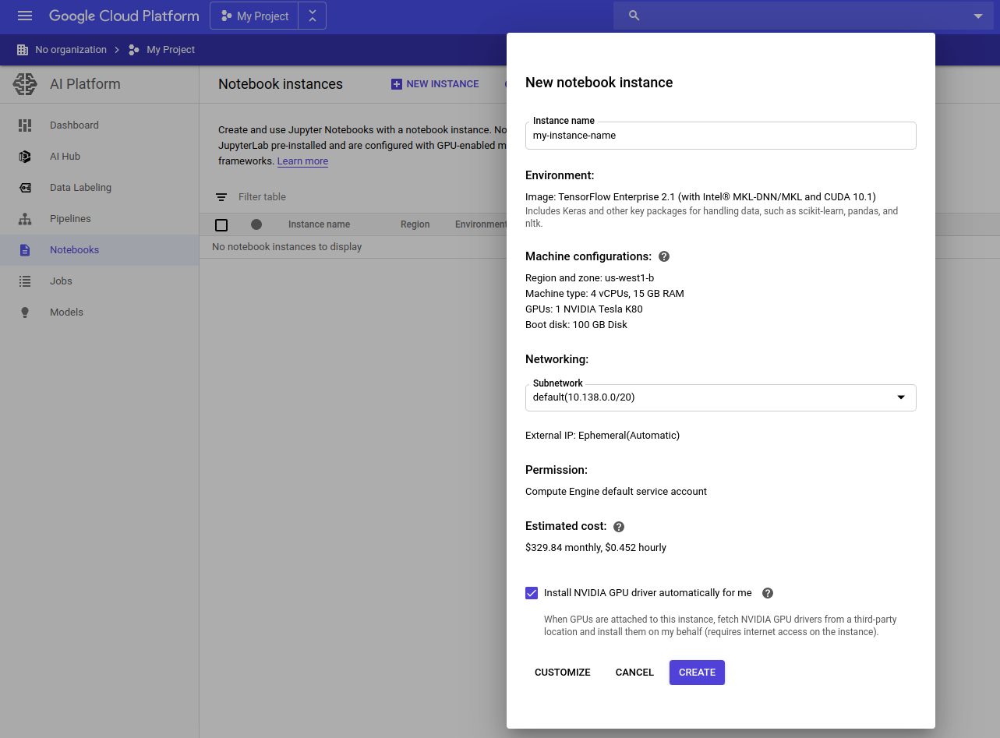 Google Cloud Platform
My Project
No organization
My Project
AI Platform
Dashboard
AI Hub
Data Labeling
Pipelines
Notebooks
Jobs
Models
Notebook instances
NEW INSTANCE
Create and use Jupyter Notebooks with a notebook instance. No
JupyterLab pre-installed and are configured with GPU-enabled m
frameworks. Learn more
Filter table
Instance name Region Environment
No notebook instances to display
New notebook instance
Instance name
my-instance-name
Environment:
Image: TensorFlow Enterprise 2.1 (with Intel® MKL-DNN/MKL and CUDA 10.1)
Includes Keras and other key packages for handling data, such as scikit-learn, pandas, and
nltk.
Machine configurations: ?
Region and zone: us-west1-b
Machine type: 4 vCPUs, 15 GB RAM
GPUs: 1 NVIDIA Tesla K80
Boot disk: 100 GB Disk
Networking:
Subnetwork
default(10.138.0.0/20)
External IP: Ephemeral(Automatic)
Permission:
Compute Engine default service account
Estimated cost: ?
$329.84 monthly, $0.452 hourly
Install NVIDIA GPU driver automatically for me ?
When GPUs are attached to this instance, fetch NVIDIA GPU drivers from a third-party
location and install them on my behalf (requires internet access on the instance).
CUSTOMIZE CANCEL CREATE